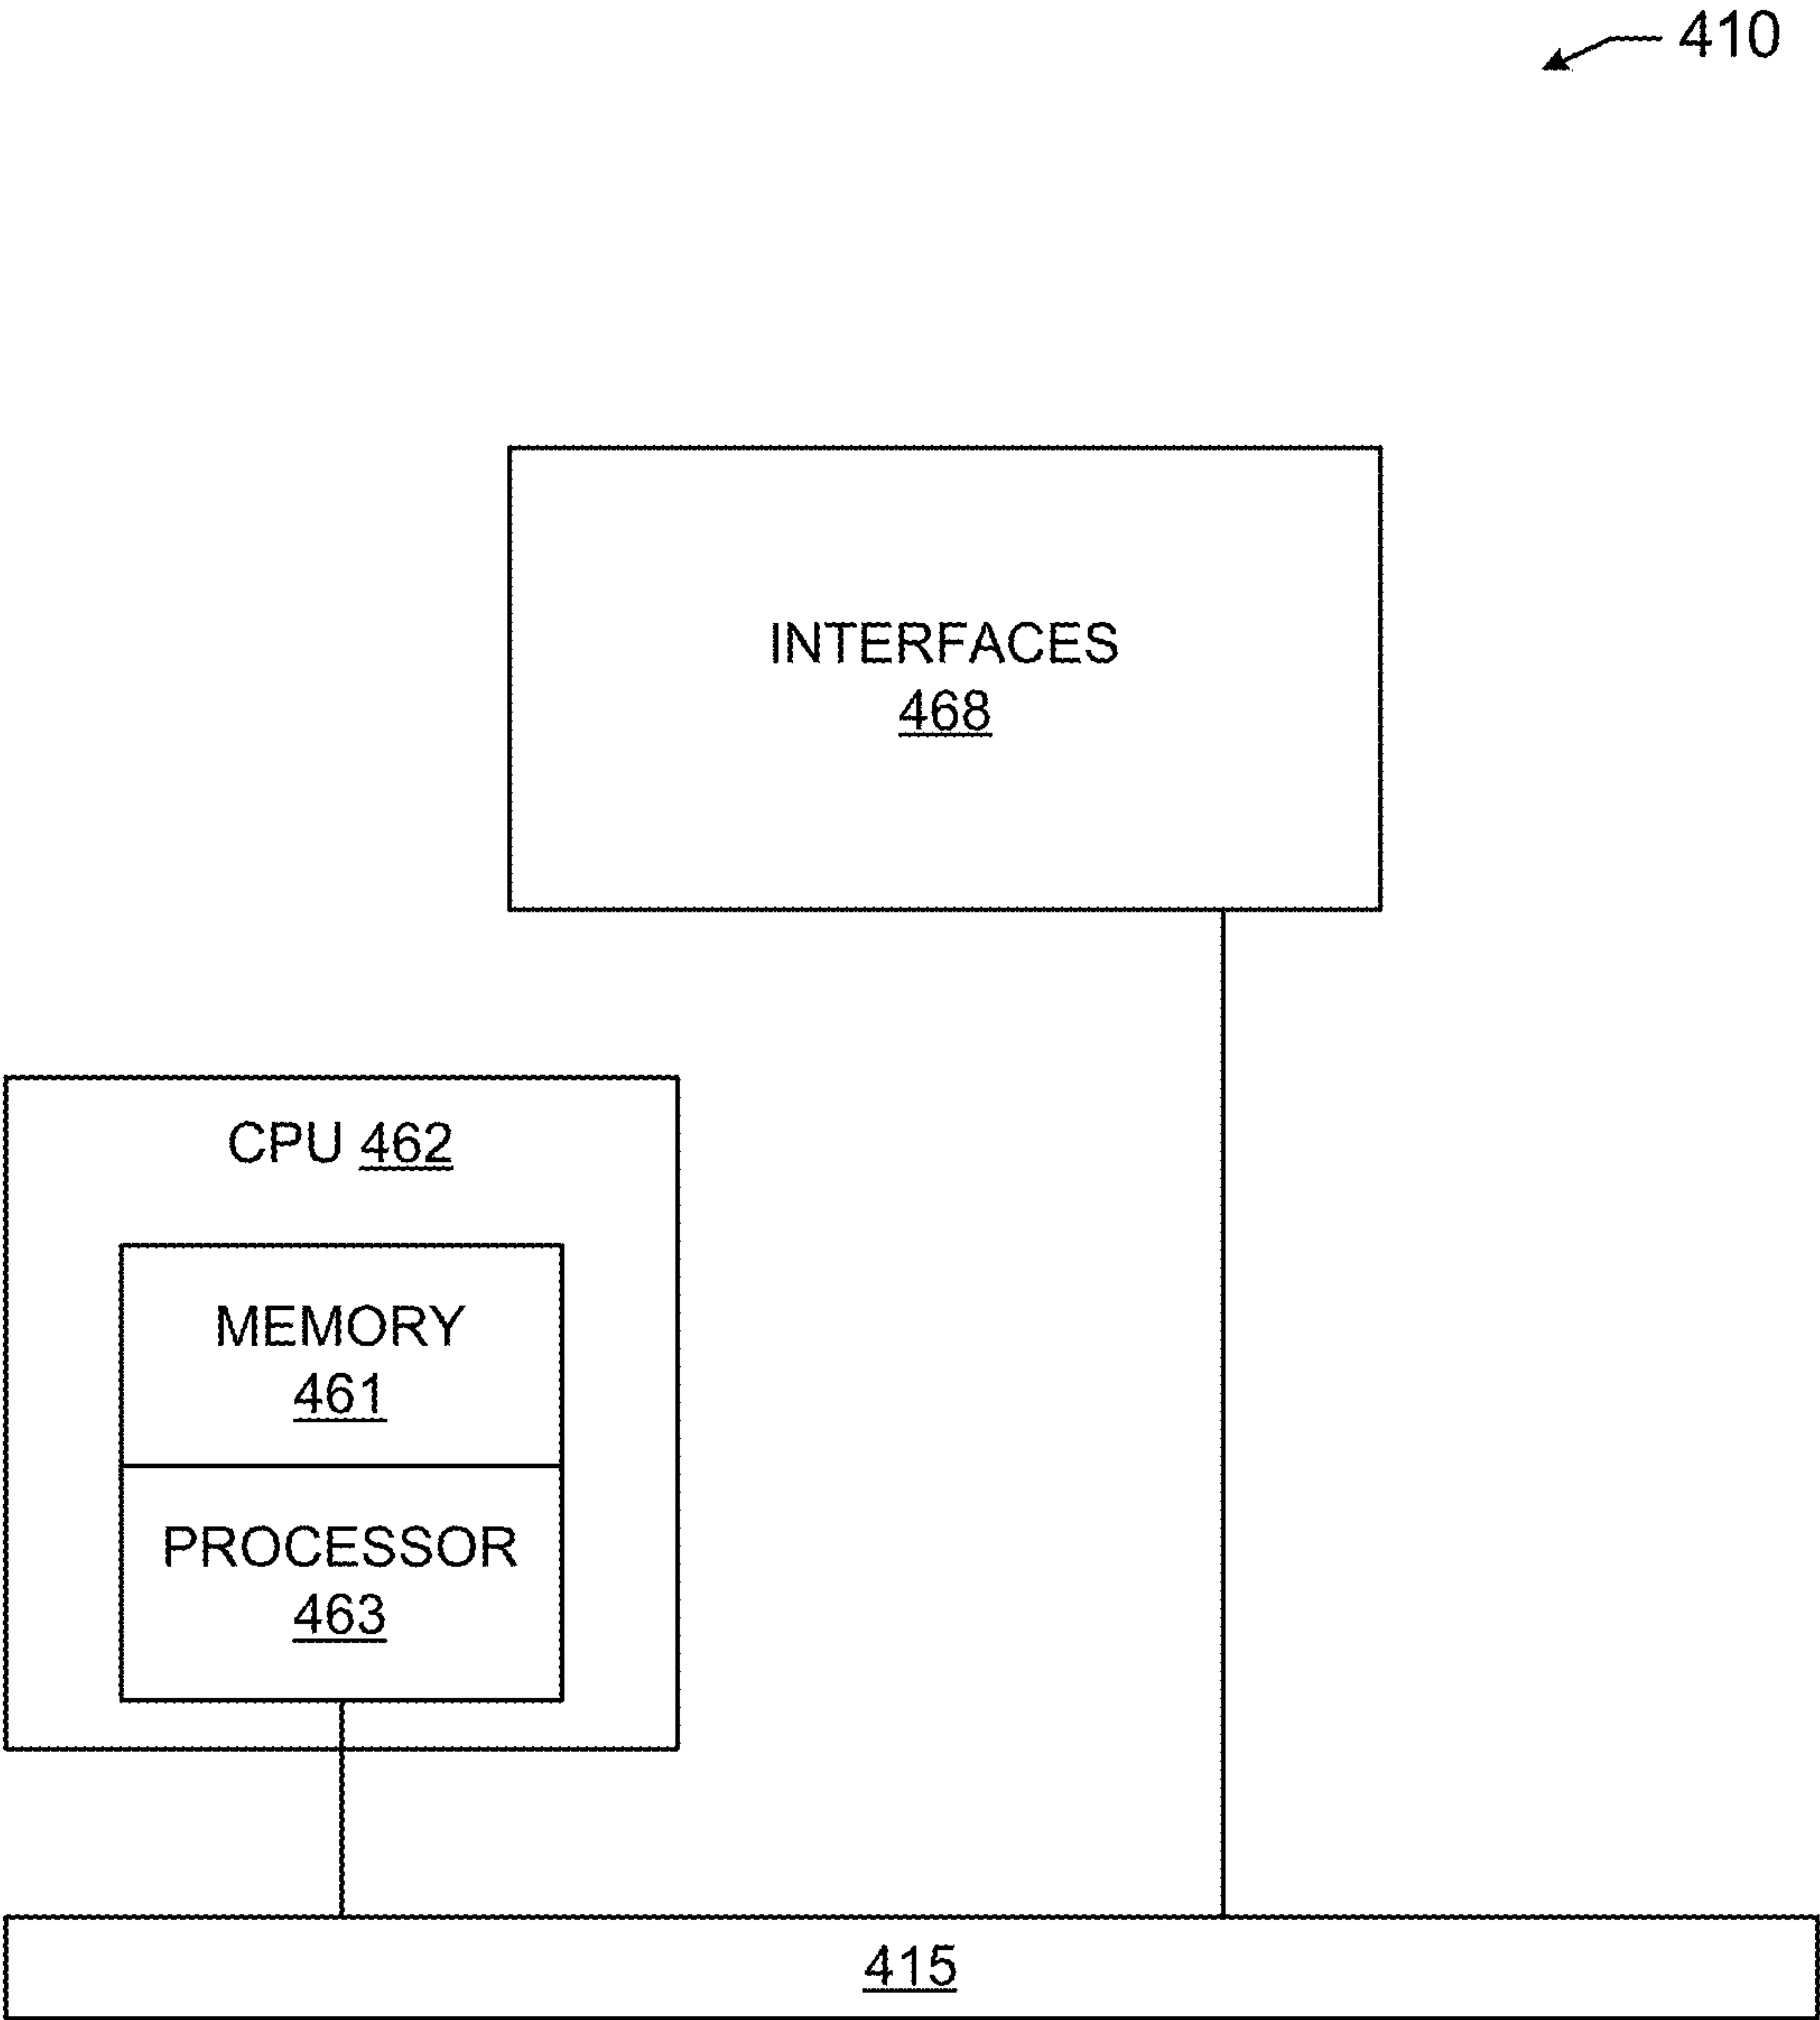 410
INTERFACES
468
CPU 462
MEMORY
461
PROCESSOR
463
415